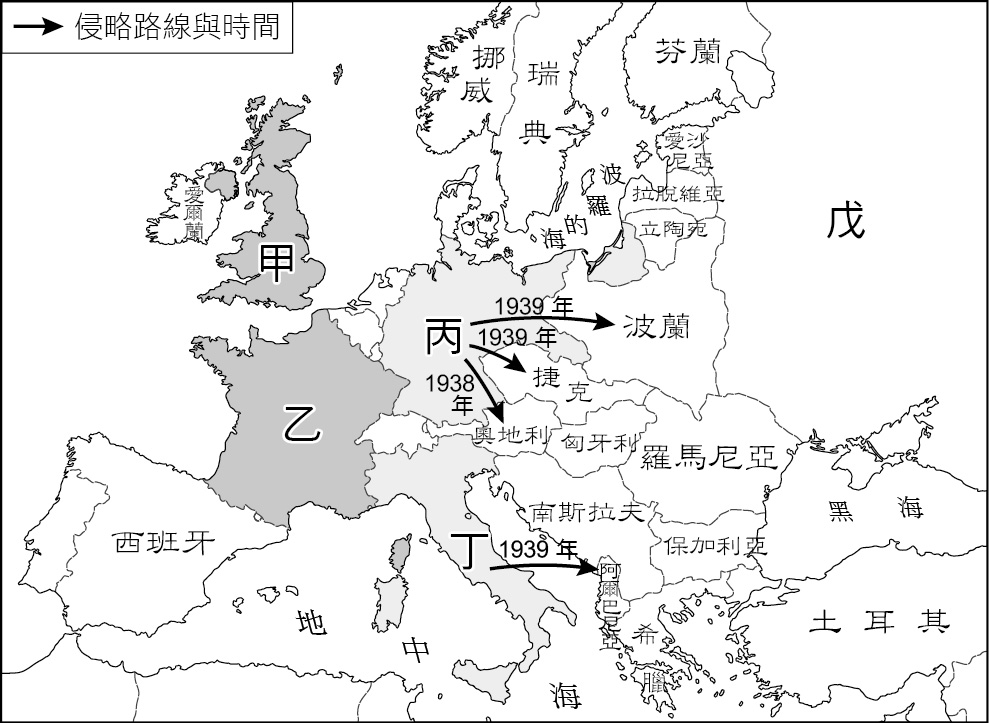 侵略路線與時間
挪威
瑞典
芬蘭
愛沙尼亞
拉脫維亞
立陶宛
波羅的海
愛爾蘭
甲
戊
丙
1939 年
波蘭
1939 年
捷克
1938 年
奧地利
匈牙利
羅馬尼亞
乙
南斯拉夫
黑海
西班牙
丁
1939 年
保加利亞
阿爾巴尼亞
希臘
土耳其
地中海